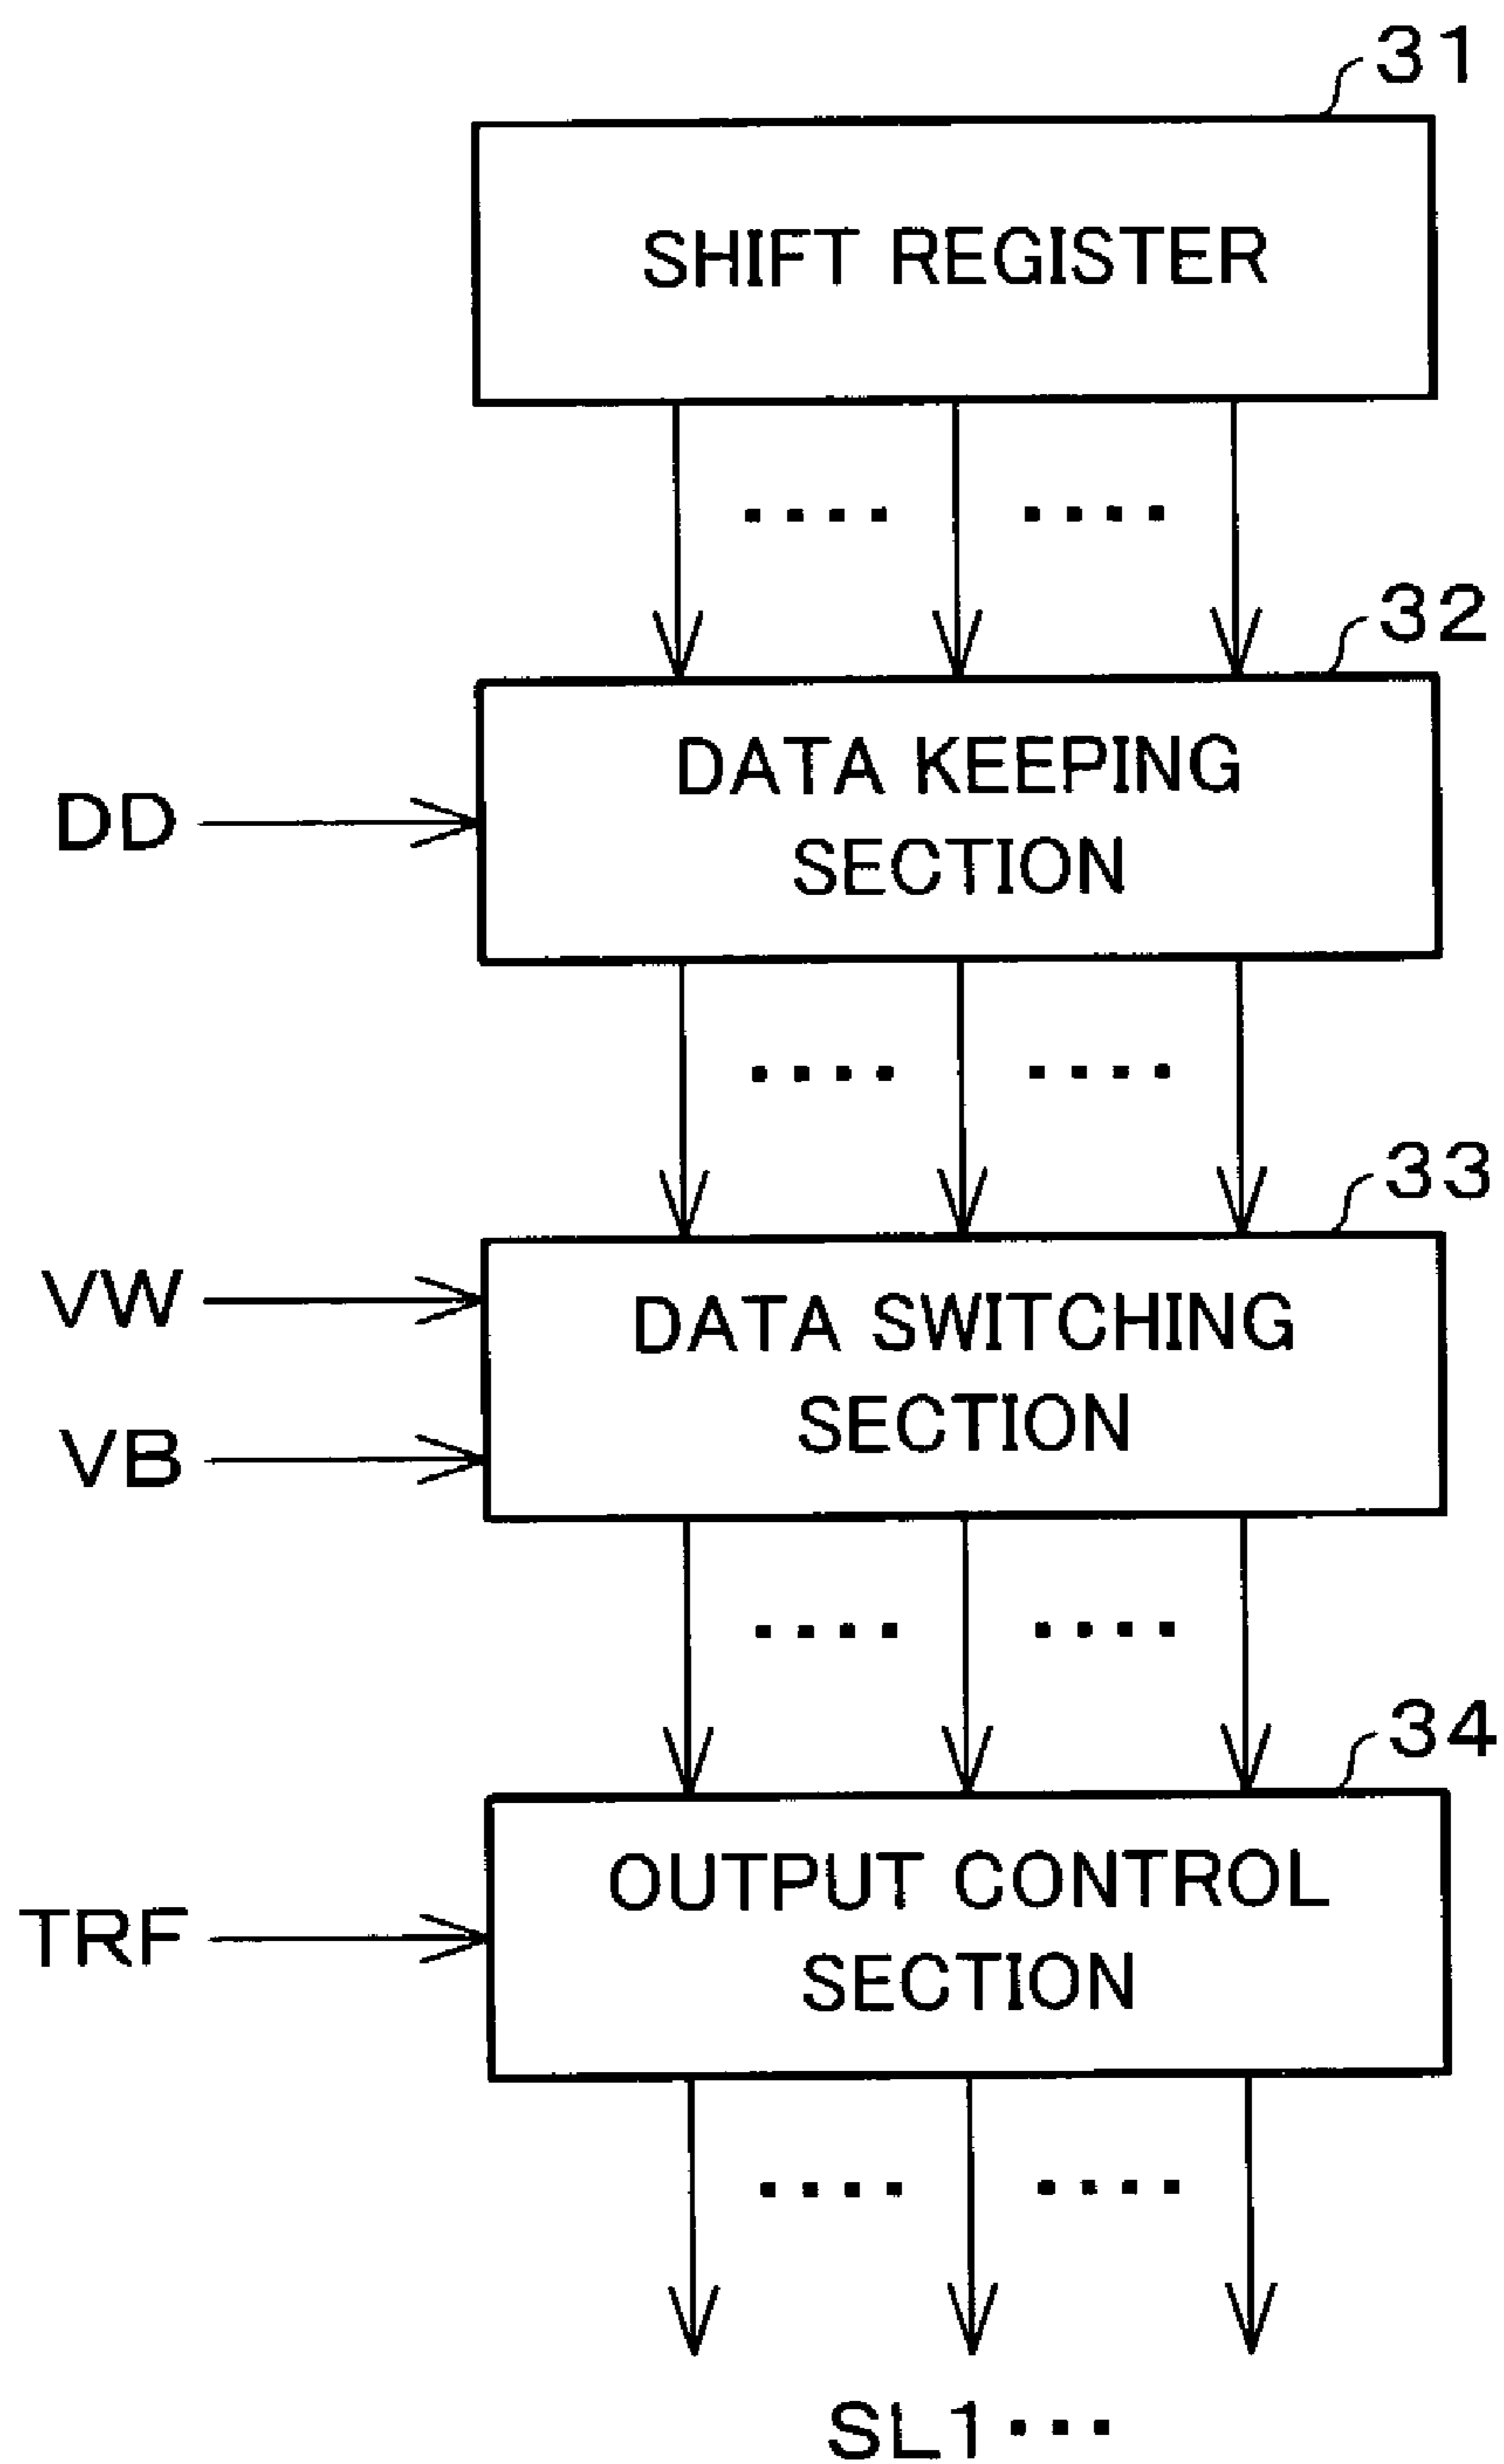 31
SHIFT REGISTER
32
DATA KEEPING
SECTION
DD
33
VW
DATA SWITCHING
SECTION
VB
34
OUTPUT CONTROL
SECTION
TRF
SL1